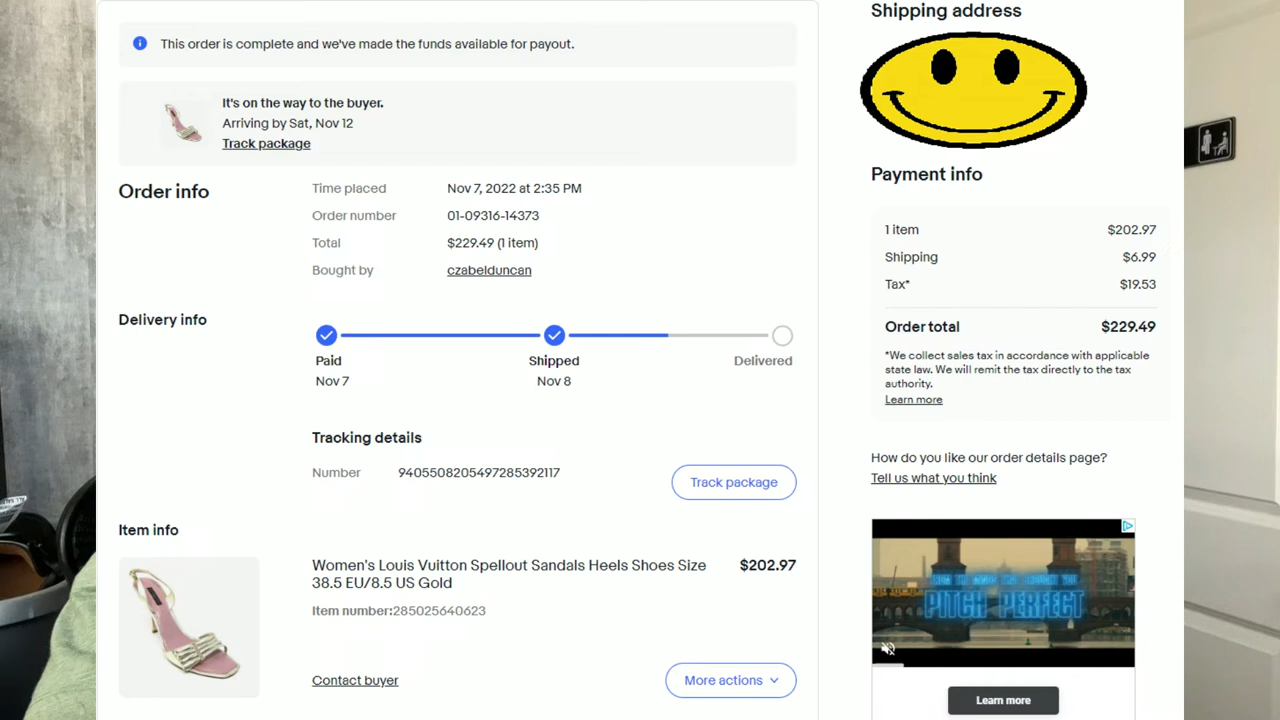 This order is complete and we've made the funds available for payout.
It's on the way to the buyer.
Arriving by Sat, Nov 12
Track package
Order info
Time placed Nov 7, 2022 at 2:35 PM
Order number 01-09316-14373
Total $229.49 (1 item)
Bought by czabelduncan
Delivery info
Paid Shipped Delivered
Nov 7 Nov 8
Tracking details
Number 9405508205497285392117
Track package
Item info
Women's Louis Vuitton Spellout Sandals Heels Shoes Size $202.97
38.5 EU/8.5 US Gold
Item number:285025640623
Contact buyer
More actions
Shipping address
Payment info
1 item $202.97
Shipping $6.99
Tax* $19.53
Order total $229.49
*We collect sales tax in accordance with applicable
state law. We will remit the tax directly to the tax
authority.
Learn more
How do you like our order details page?
Tell us what you think
PITCH PERFECT
Learn more